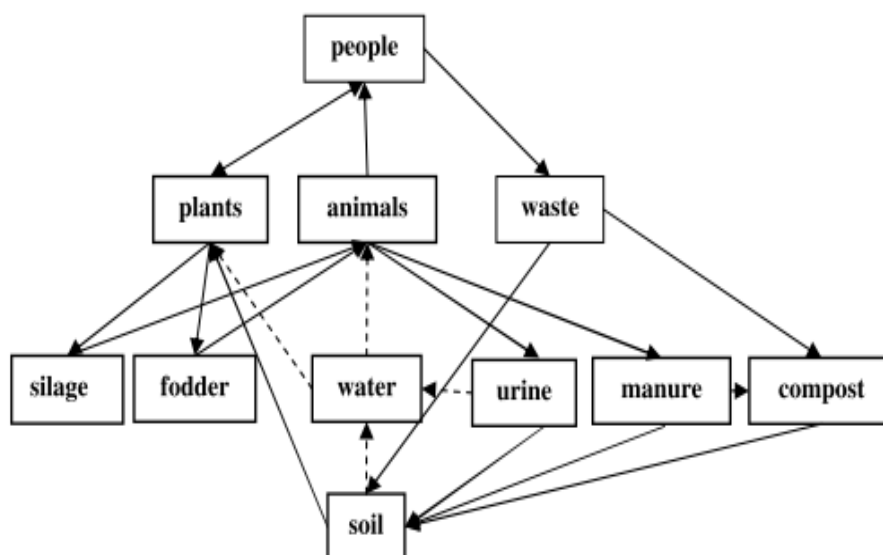 people
plants
animals
waste
silage
fodder
water
urine
manure
compost
soil